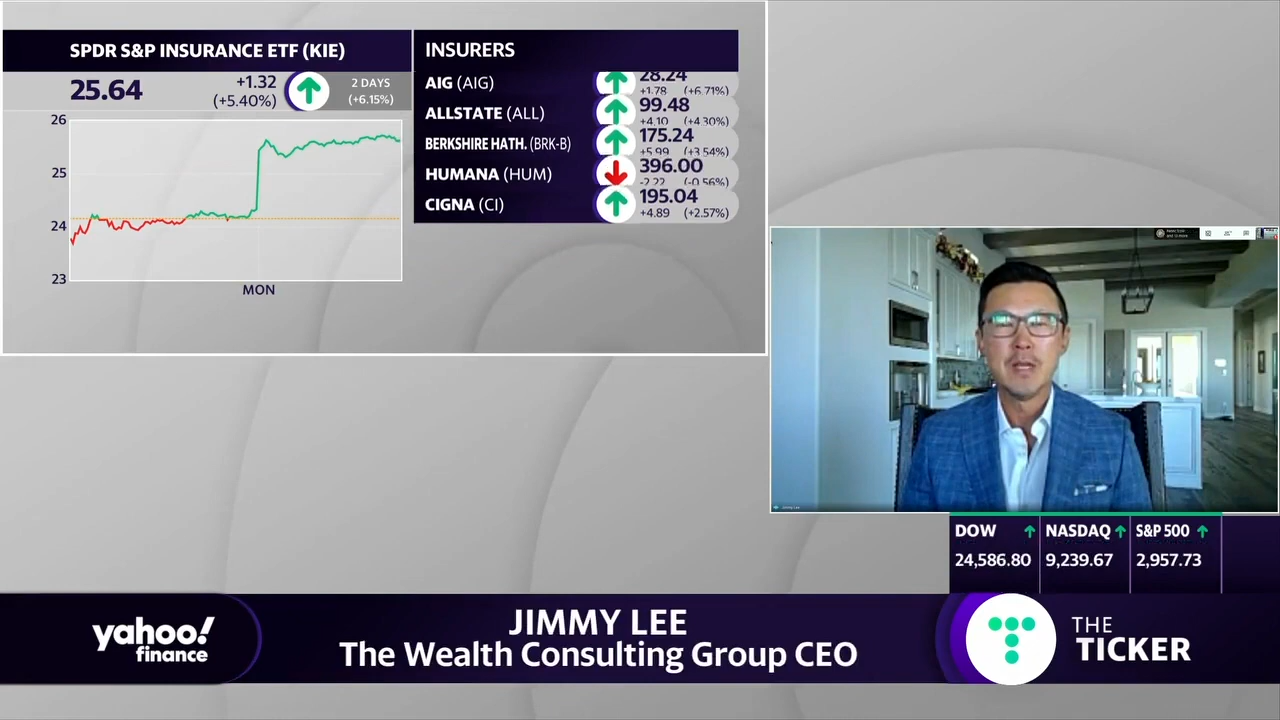 SPDR S&P INSURANCE ETF (KIE)
25.64
+1.32
(+5.40%)
2 DAYS
(+6.15%)
26
25
24
23
MON
INSURERS
AIG (AIG)
28.24
+1.78 (+6.71%)
ALLSTATE (ALL)
99.48
+4.10 (+4.30%)
BERKSHIRE HATH. (BRK-B)
175.24
+5.99 (+3.54%)
HUMANA (HUM)
396.00
-2.22 (-0.56%)
CIGNA (CI)
195.04
+4.89 (+2.57%)
Jimmy Lee
DOW
24,586.80
NASDAQ
9,239.67
S&P 500
2,957.73
yahoo!
finance
JIMMY LEE
The Wealth Consulting Group CEO
THE
TICKER